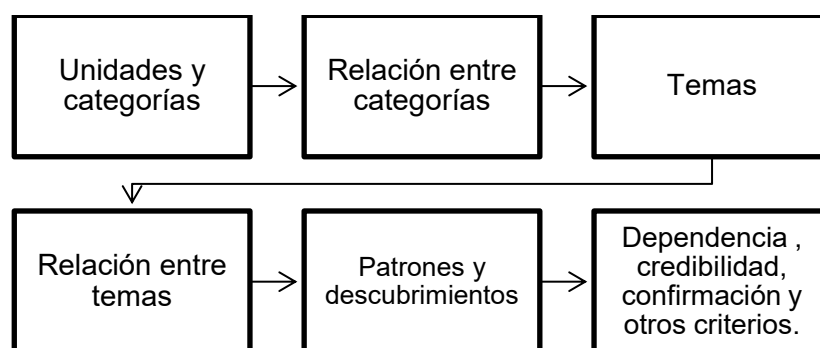 Unidades y
categorías
Relación entre
categorías
Temas
Relación entre
temas
Patrones y
descubrimientos
Dependencia ,
credibilidad,
confirmación y
otros criterios.